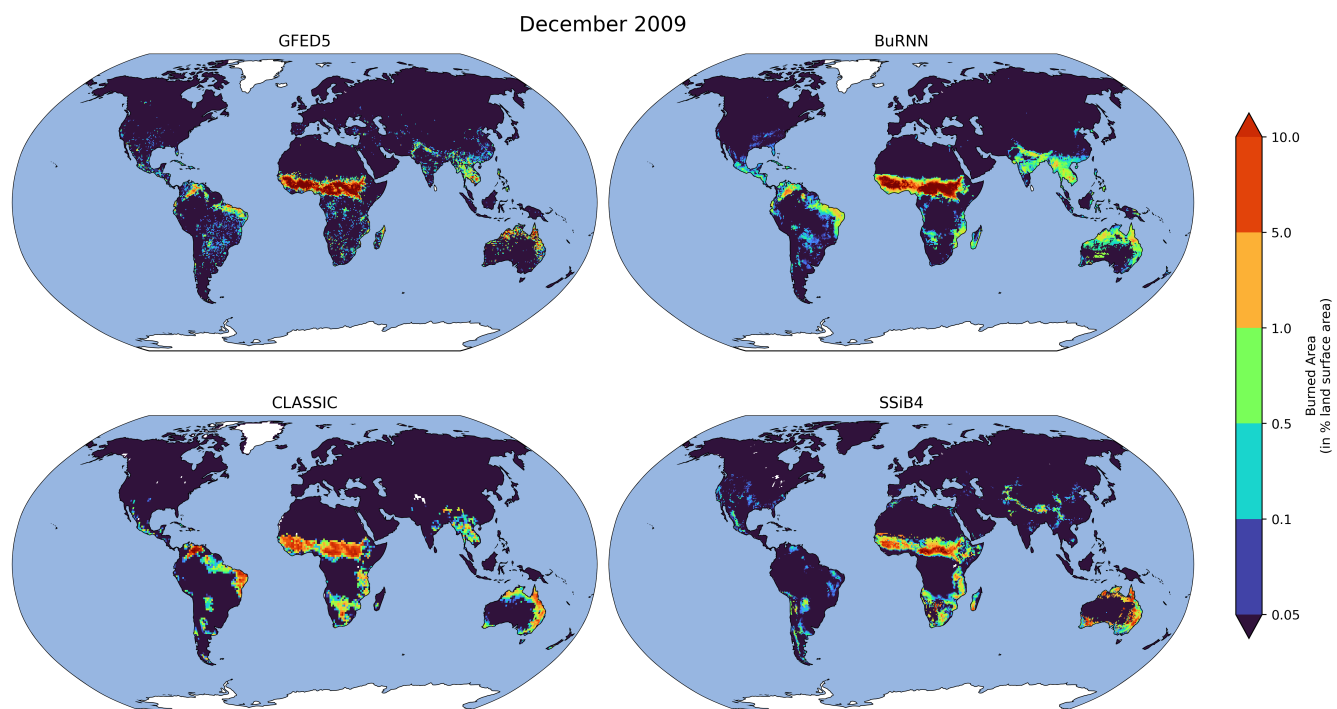 December 2009
GFED5
BuRNN
CLASSIC
SSiB4
10.0
5.0
1.0
0.5
0.1
0.05
Burned Area
(in % land surface area)